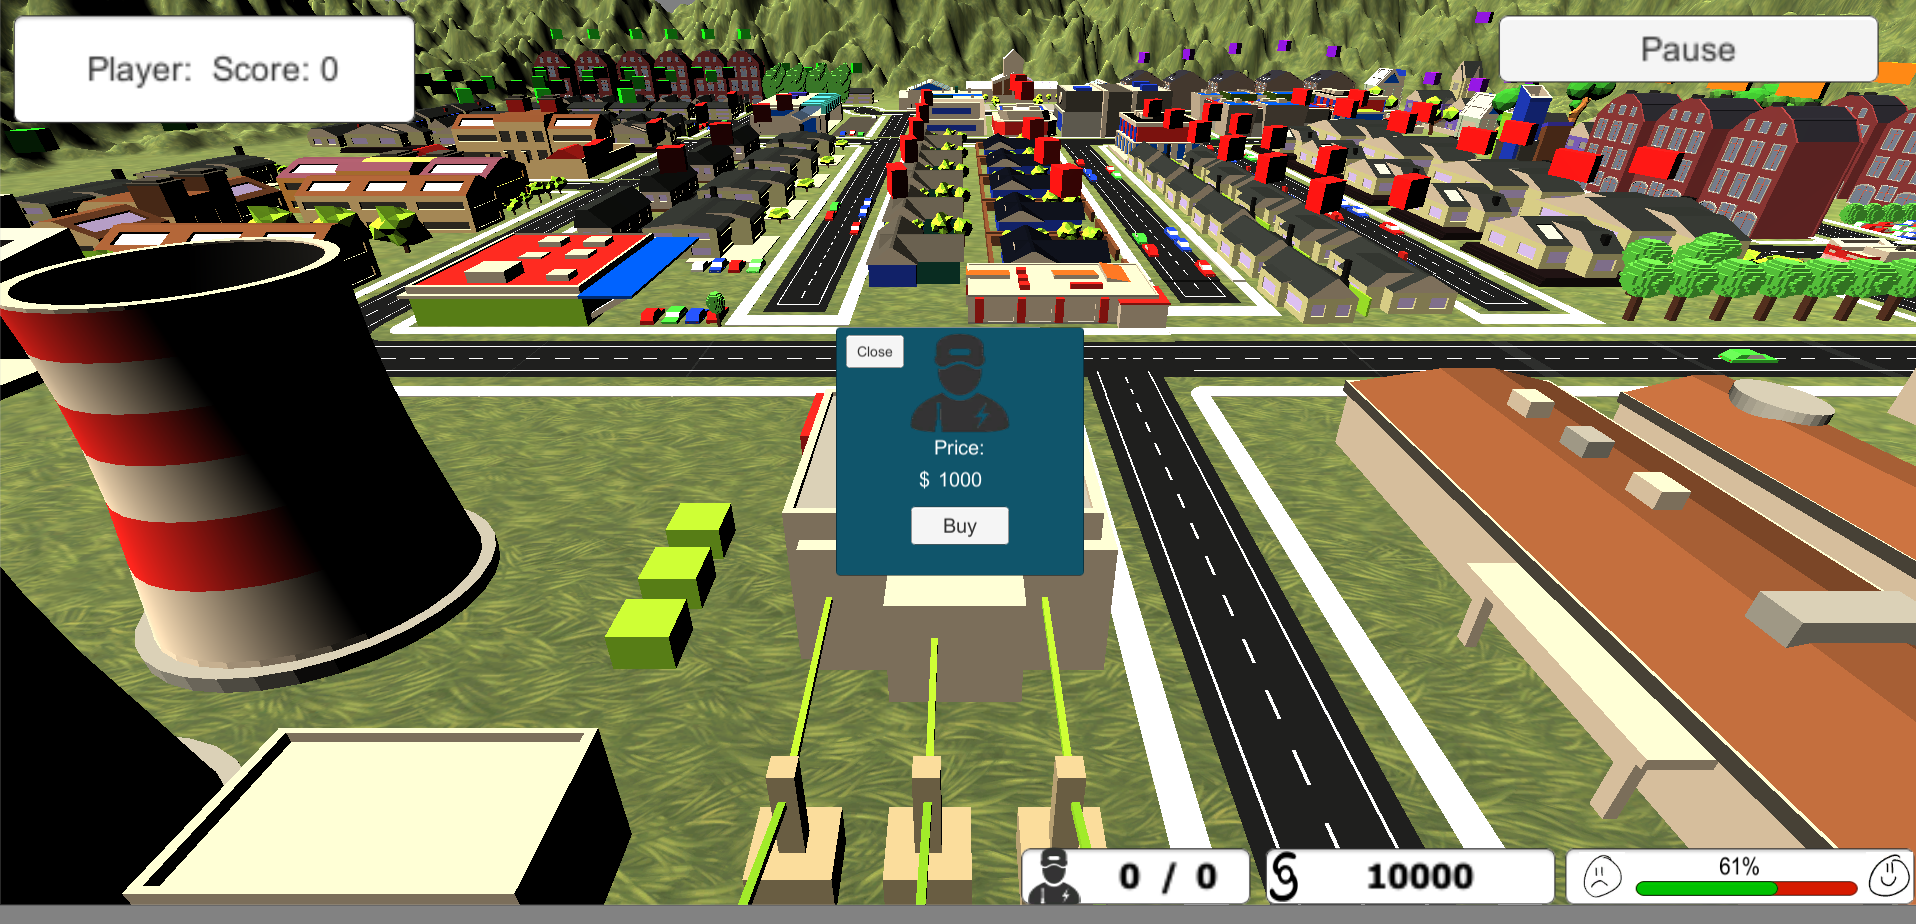 Player:  Score: 0
Pause
Close
Price:
$ 1000
Buy
0 / 0
10000
61%